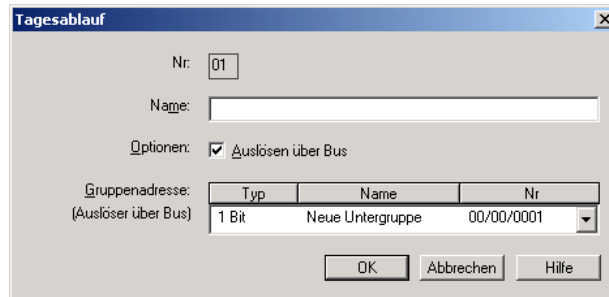 Tagesablauf
Nr: 01
Name:
Optionen: Auslösen über Bus
Gruppenadresse: Typ Name Nr
(Auslöser über Bus) 1 Bit Neue Untergruppe 00/00/0001
OK Abbrechen Hilfe